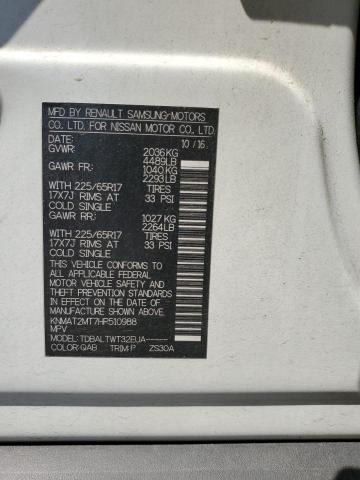 MFD BY RENAULT SAMSUNG-MOTORS
CO. LTD. FOR NISSAN MOTOR CO., LTD.
DATE: 10/16
GVWR: 2036KG
4489LB
GAWR FR: 1040KG
2293LB
WITH 225/65R17 TIRES
17X7J RIMS AT 33 PSI
COLD SINGLE
GAWR RR: 1027KG
2264LB
WITH 225/65R17 TIRES
17X7J RIMS AT 33 PSI
COLD SINGLE
THIS VEHICLE CONFORMS TO
ALL APPLICABLE FEDERAL
MOTOR VEHICLE SAFETY,
BUMPER, AND THEFT
PREVENTION STANDARDS IN
EFFECT ON THE DATE OF
MANUFACTURE SHOWN ABOVE.
KNMAT2MT7HP510988
MPV
MODEL: TDBALTWT32EUA-----
COLOR: QAB TRIM: P ZS30A